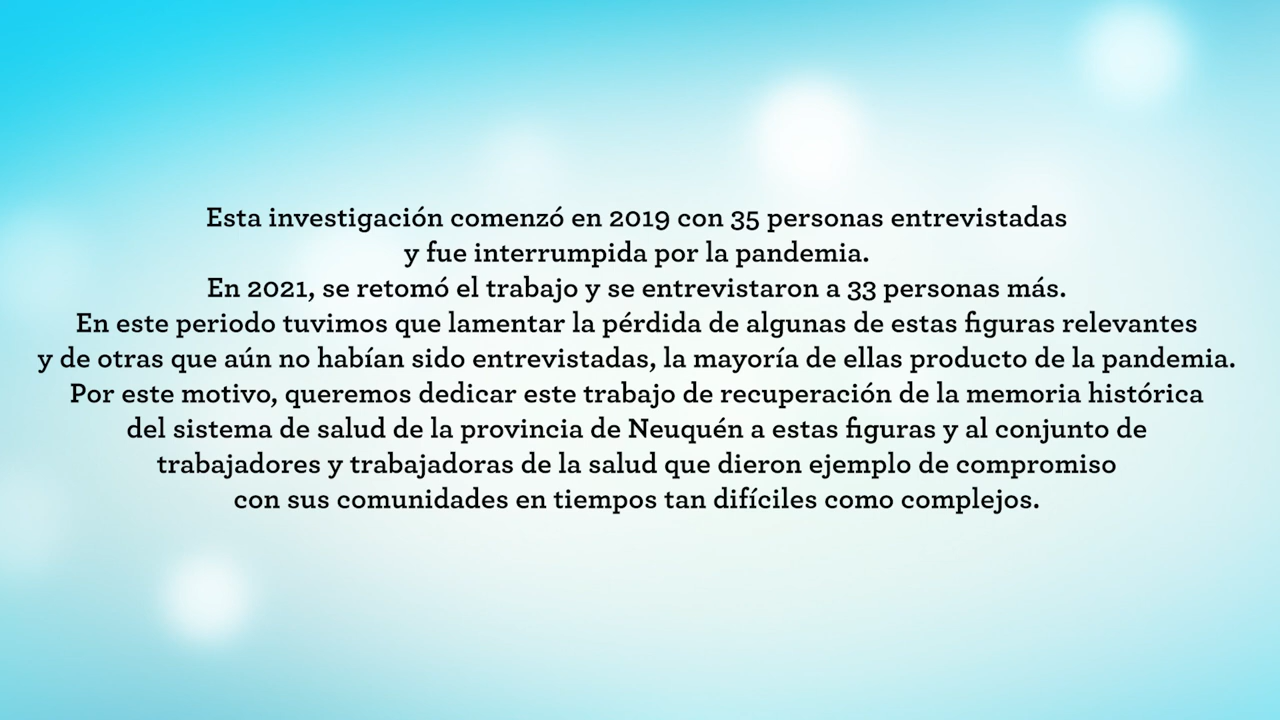 Esta investigación comenzó en 2019 con 35 personas entrevistadas
y fue interrumpida por la pandemia.
En 2021, se retomó el trabajo y se entrevistaron a 33 personas más.
En este periodo tuvimos que lamentar la pérdida de algunas de estas figuras relevantes
y de otras que aún no habían sido entrevistadas, la mayoría de ellas producto de la pandemia.
Por este motivo, queremos dedicar este trabajo de recuperación de la memoria histórica
del sistema de salud de la provincia de Neuquén a estas figuras y al conjunto de
trabajadores y trabajadoras de la salud que dieron ejemplo de compromiso
con sus comunidades en tiempos tan difíciles como complejos.